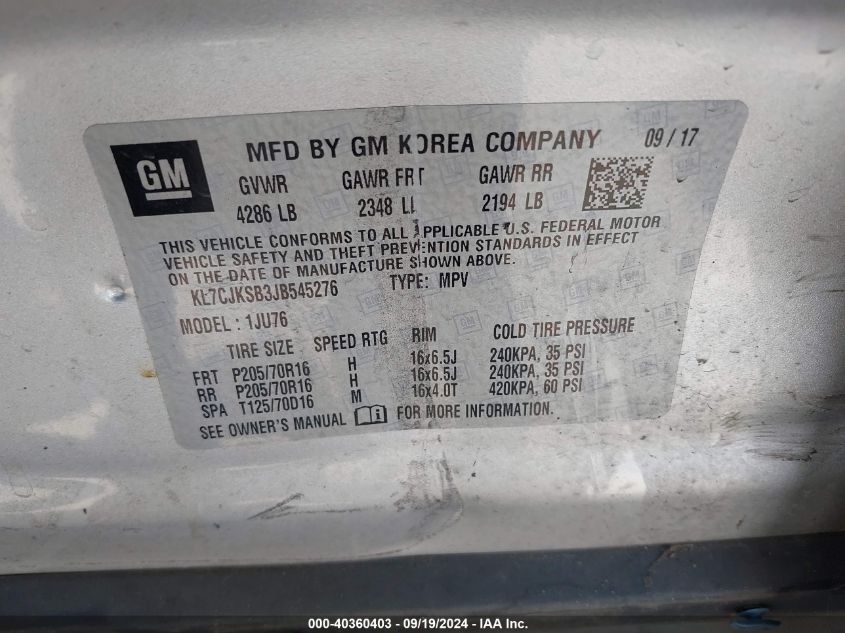 GM
MFD BY GM KOREA COMPANY 09/17
GVWR GAWR FRT GAWR RR
4286 LB 2348 LB 2194 LB
THIS VEHICLE CONFORMS TO ALL APPLICABLE U.S. FEDERAL MOTOR
VEHICLE SAFETY AND THEFT PREVENTION STANDARDS IN EFFECT
ON THE DATE OF MANUFACTURE SHOWN ABOVE.
KL7CJKSB3JB545276 TYPE: MPV
MODEL : 1JU76
TIRE SIZE SPEED RTG RIM COLD TIRE PRESSURE
FRT P205/70R16 H 16x6.5J 240KPA, 35 PSI
RR P205/70R16 H 16x6.5J 240KPA, 35 PSI
SPA T125/70D16 M 16x4.0T 420KPA, 60 PSI
SEE OWNER'S MANUAL FOR MORE INFORMATION.
000-40360403 - 09/19/2024 - IAA Inc.